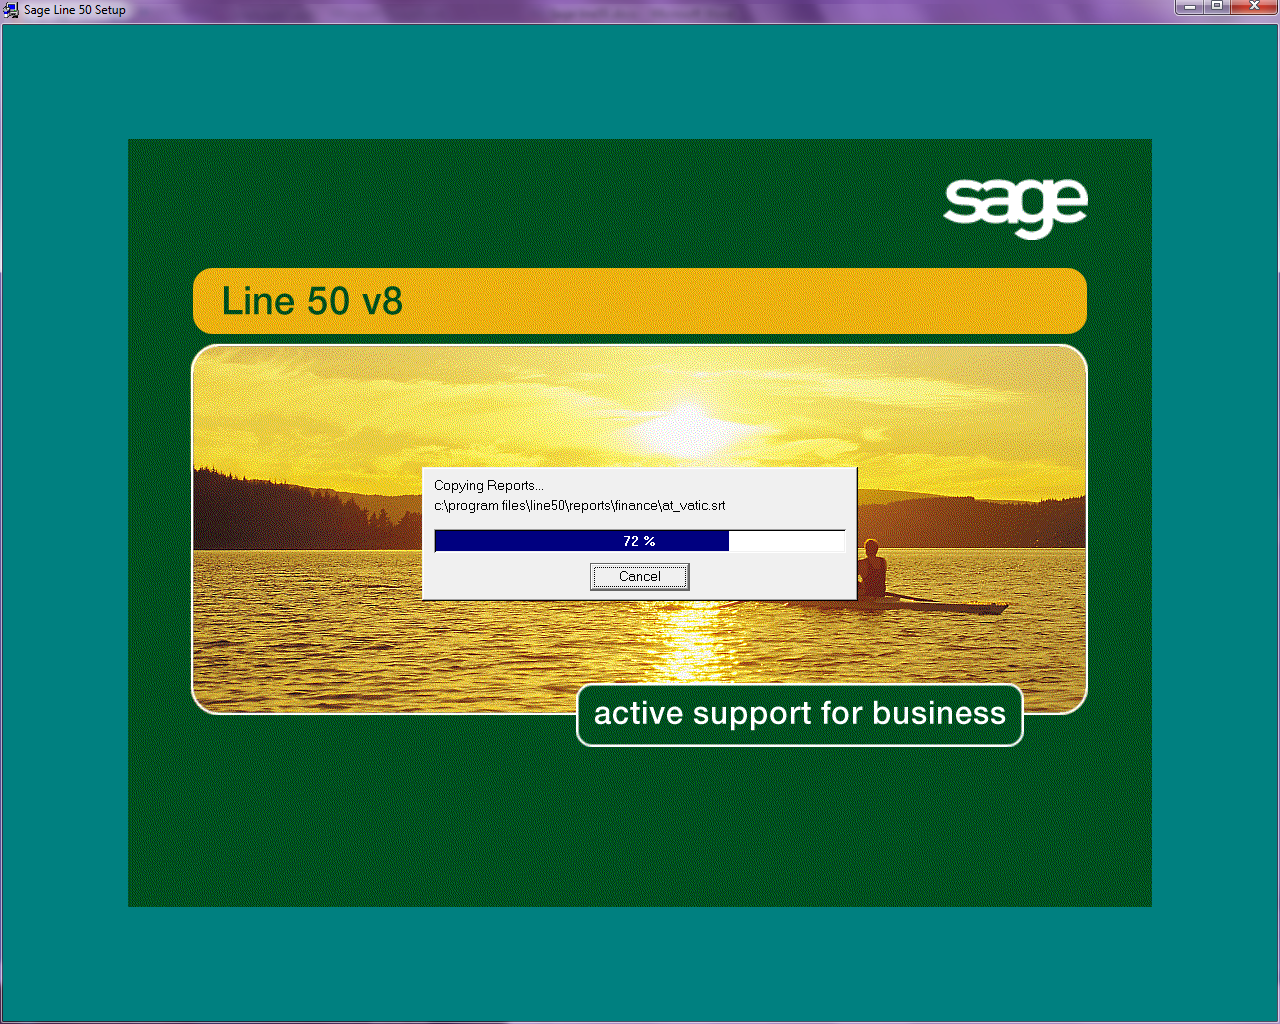 Sage Line 50 Setup
sage
Line 50 v8
Copying Reports...
c:\program files\line50\reports\finance\at_vatic.srt
72 %
Cancel
active support for business